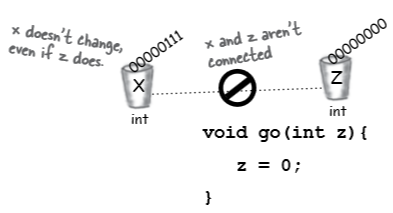 x doesn't change,
even if z does.
00000111
X
int
x and z aren't
connected
00000000
Z
int
void go(int z){
z = 0;
}